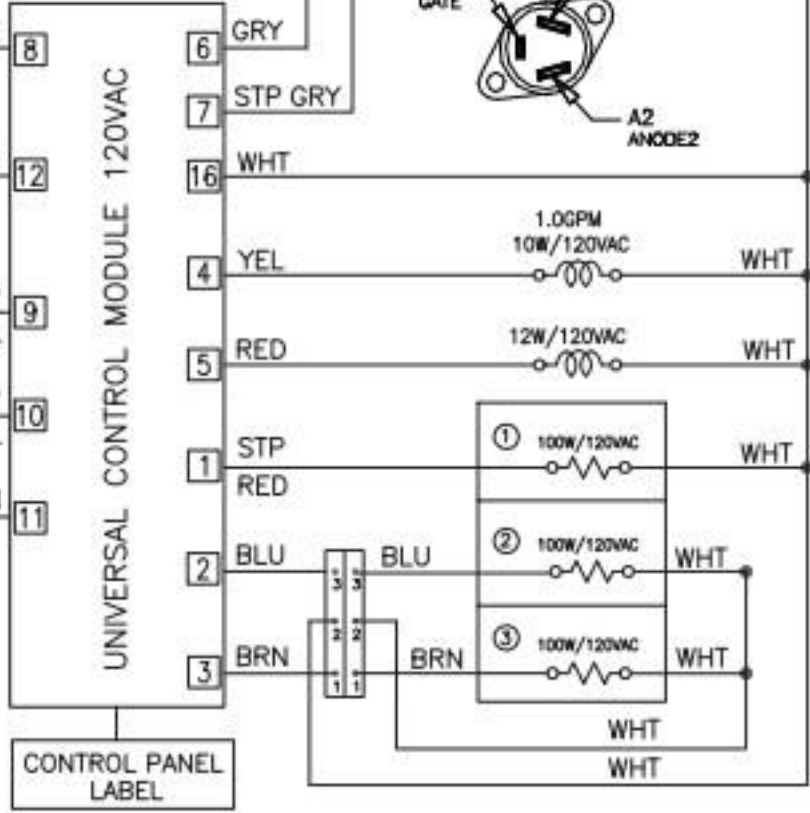 GATE
8
6
GRY
7
STP GRY
A2
ANODE2
12
16
WHT
UNIVERSAL CONTROL MODULE 120VAC
1.0GPM
10W/120VAC
4
YEL
WHT
9
12W/120VAC
5
RED
WHT
10
1
STP
RED
1
100W/120VAC
WHT
11
2
BLU
3
3
BLU
2
100W/120VAC
WHT
2
2
3
BRN
1
1
BRN
3
100W/120VAC
WHT
WHT
WHT
CONTROL PANEL
LABEL